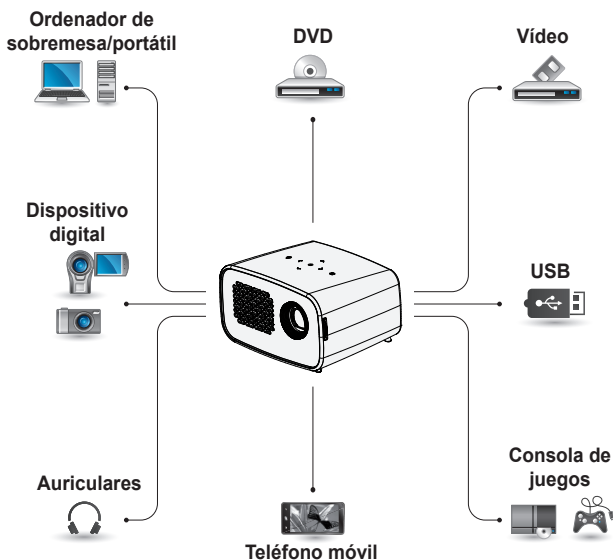 Ordenador de
sobremesa/portátil
DVD
Vídeo
Dispositivo
digital
USB
Auriculares
Teléfono móvil
Consola de
juegos